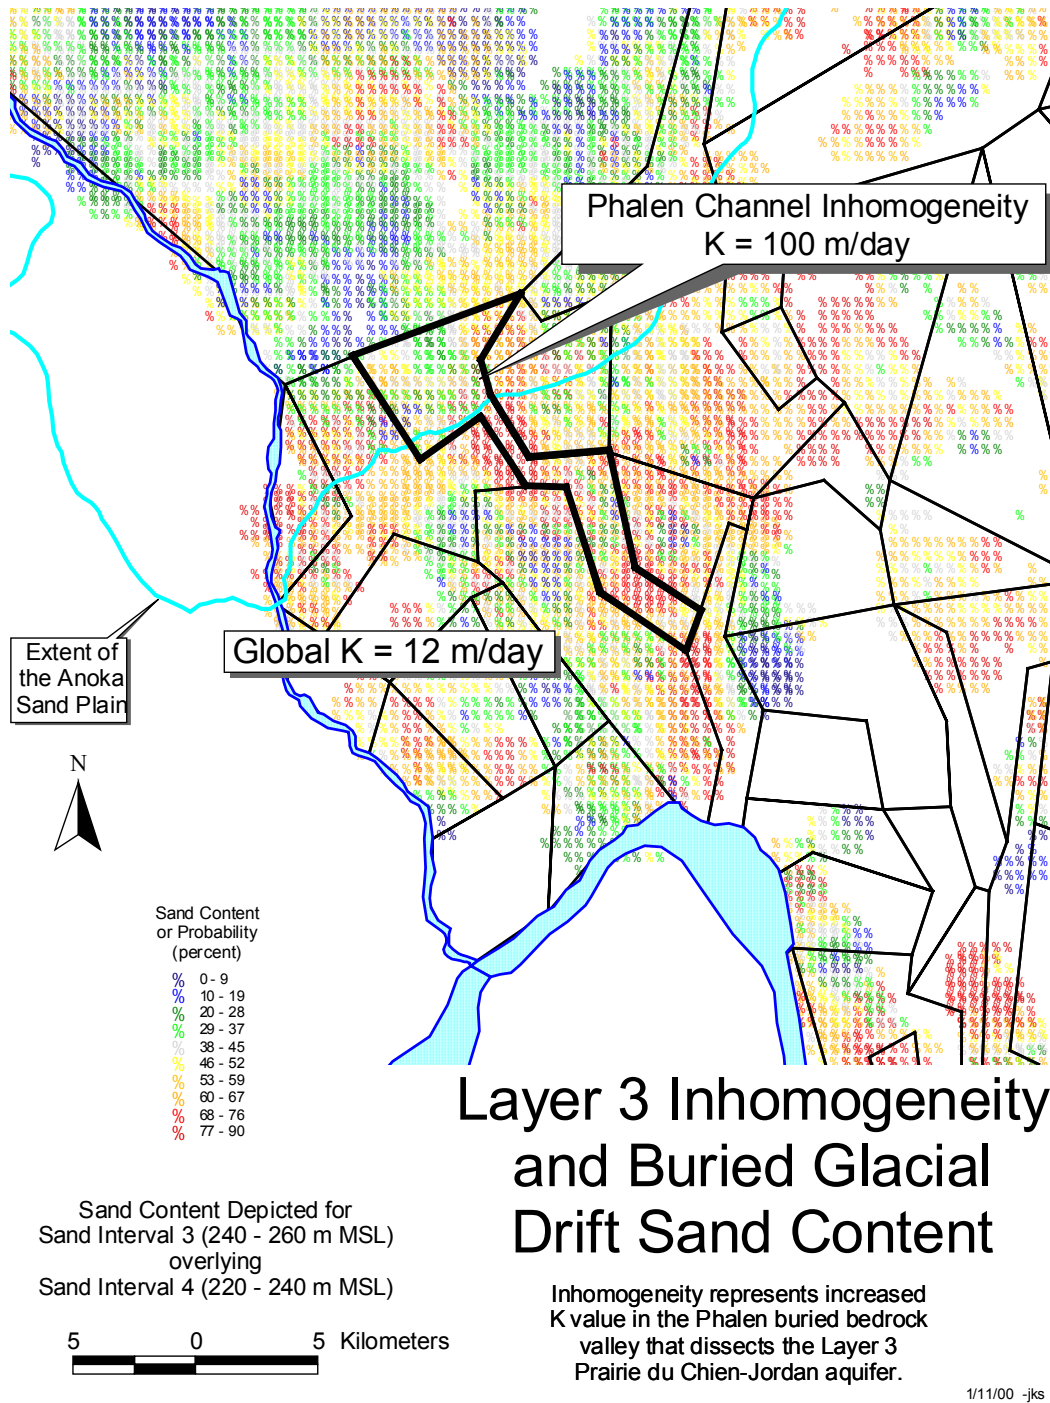 Phalen Channel Inhomogeneity
K = 100 m/day
Global K = 12 m/day
Extent of
the Anoka
Sand Plain
N
Sand Content
or Probability
(percent)
% 0 - 9
% 10 - 19
% 20 - 28
% 29 - 37
% 38 - 45
% 46 - 52
% 53 - 59
% 60 - 67
% 68 - 76
% 77 - 90
Layer 3 Inhomogeneity
and Buried Glacial
Drift Sand Content
Sand Content Depicted for
Sand Interval 3 (240 - 260 m MSL)
overlying
Sand Interval 4 (220 - 240 m MSL)
5 0 5 Kilometers
Inhomogeneity represents increased
K value in the Phalen buried bedrock
valley that dissects the Layer 3
Prairie du Chien-Jordan aquifer.
1/11/00 -jks